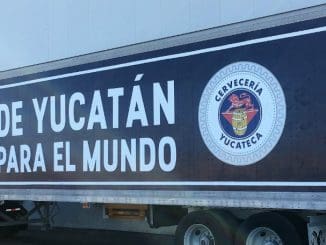 DE YUCATÁN
PARA EL MUNDO
CERVECERÍA
YUCATECA